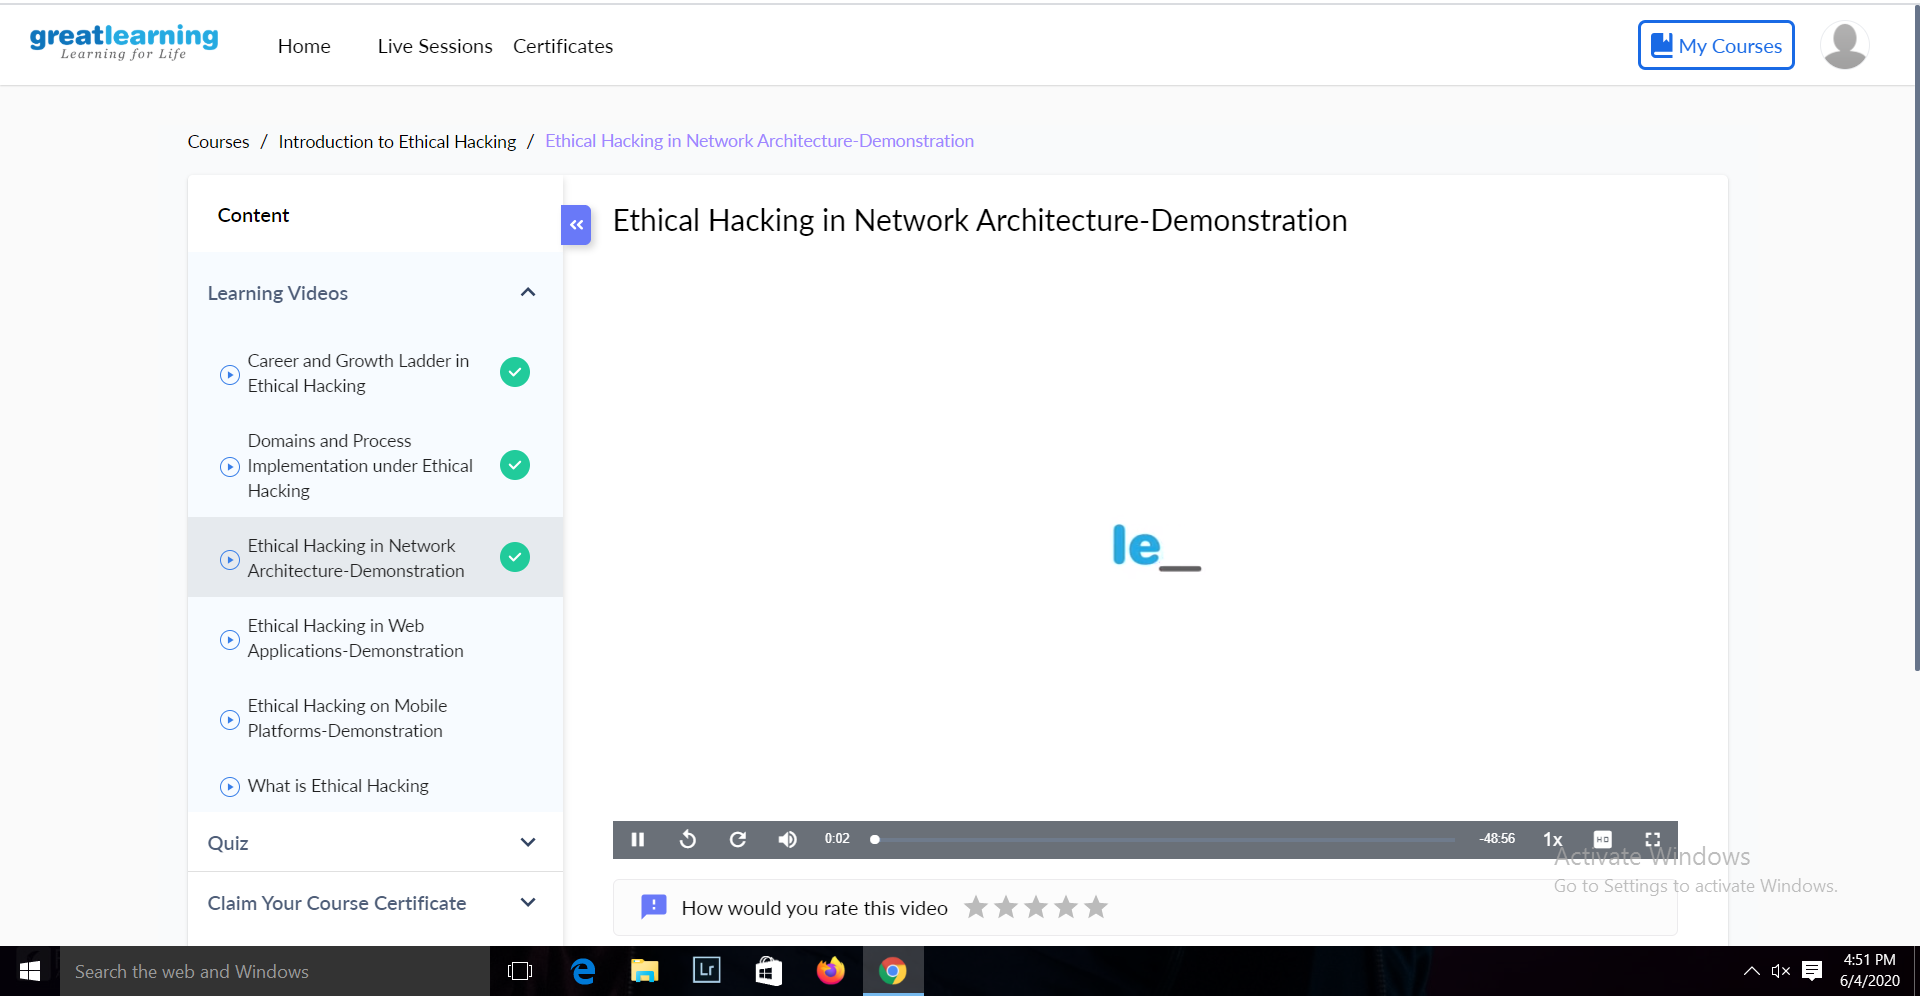 greatlearning
Learning for Life
Home Live Sessions Certificates
My Courses
Courses / Introduction to Ethical Hacking / Ethical Hacking in Network Architecture-Demonstration
Content
Learning Videos
Career and Growth Ladder in
Ethical Hacking
Domains and Process
Implementation under Ethical
Hacking
Ethical Hacking in Network
Architecture-Demonstration
Ethical Hacking in Web
Applications-Demonstration
Ethical Hacking on Mobile
Platforms-Demonstration
What is Ethical Hacking
Quiz
Claim Your Course Certificate
Ethical Hacking in Network Architecture-Demonstration
le_
0:02 -48:56 1x HD
Activate Windows
Go to Settings to activate Windows.
How would you rate this video
Search the web and Windows
Lr
4:51 PM
6/4/2020